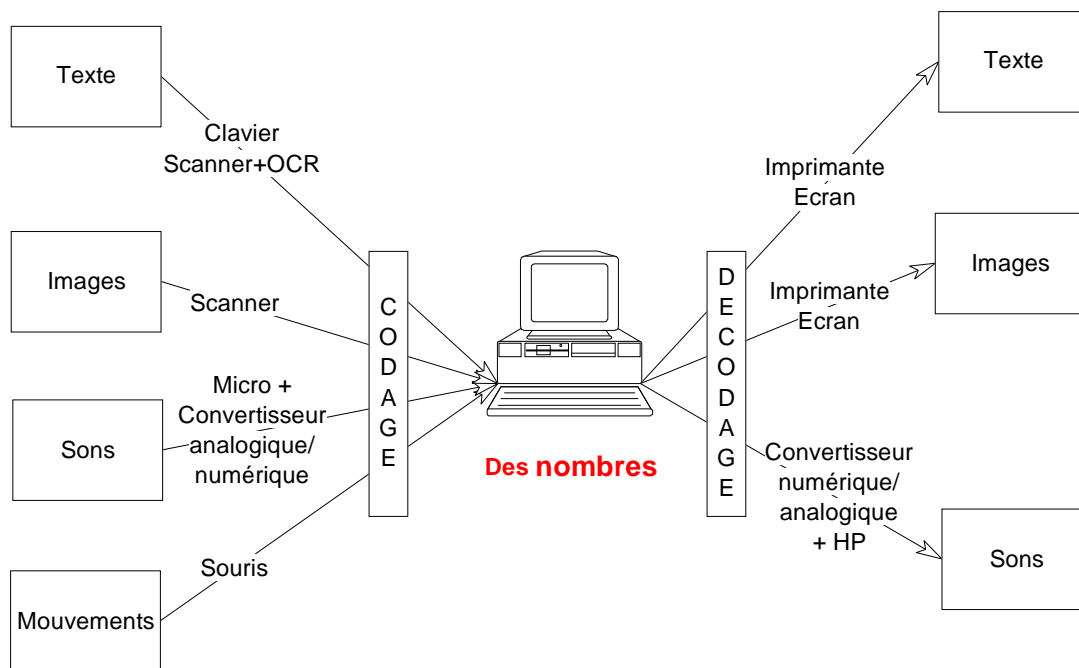 Texte
Clavier
Scanner+OCR
Images
Scanner
Micro +
Convertisseur
analogique/
numérique
Sons
Souris
Mouvements
C
O
D
A
G
E
Des nombres
D
E
C
O
D
A
G
E
Imprimante
Ecran
Texte
Imprimante
Ecran
Images
Convertisseur
numérique/
analogique
+ HP
Sons